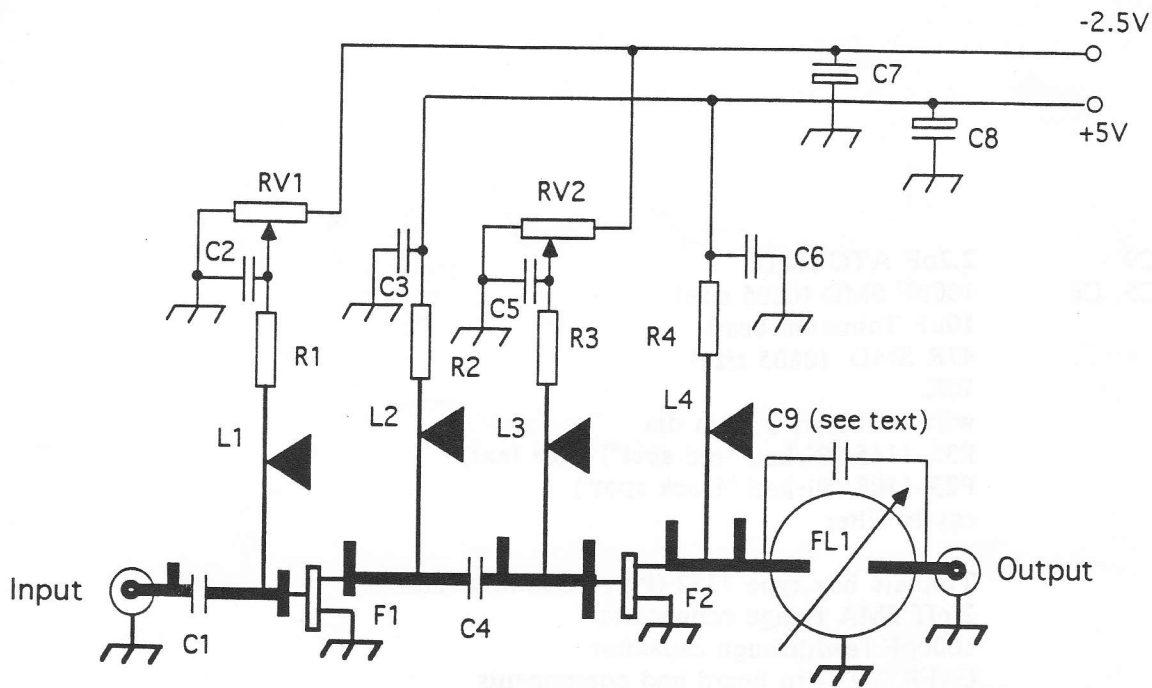 -2.5V
C7
+5V
C8
RV1
RV2
C2
C3
C5
C6
R1
R2
R3
R4
L1
L2
L3
L4
C9 (see text)
FL1
Input
Output
C1
F1
C4
F2